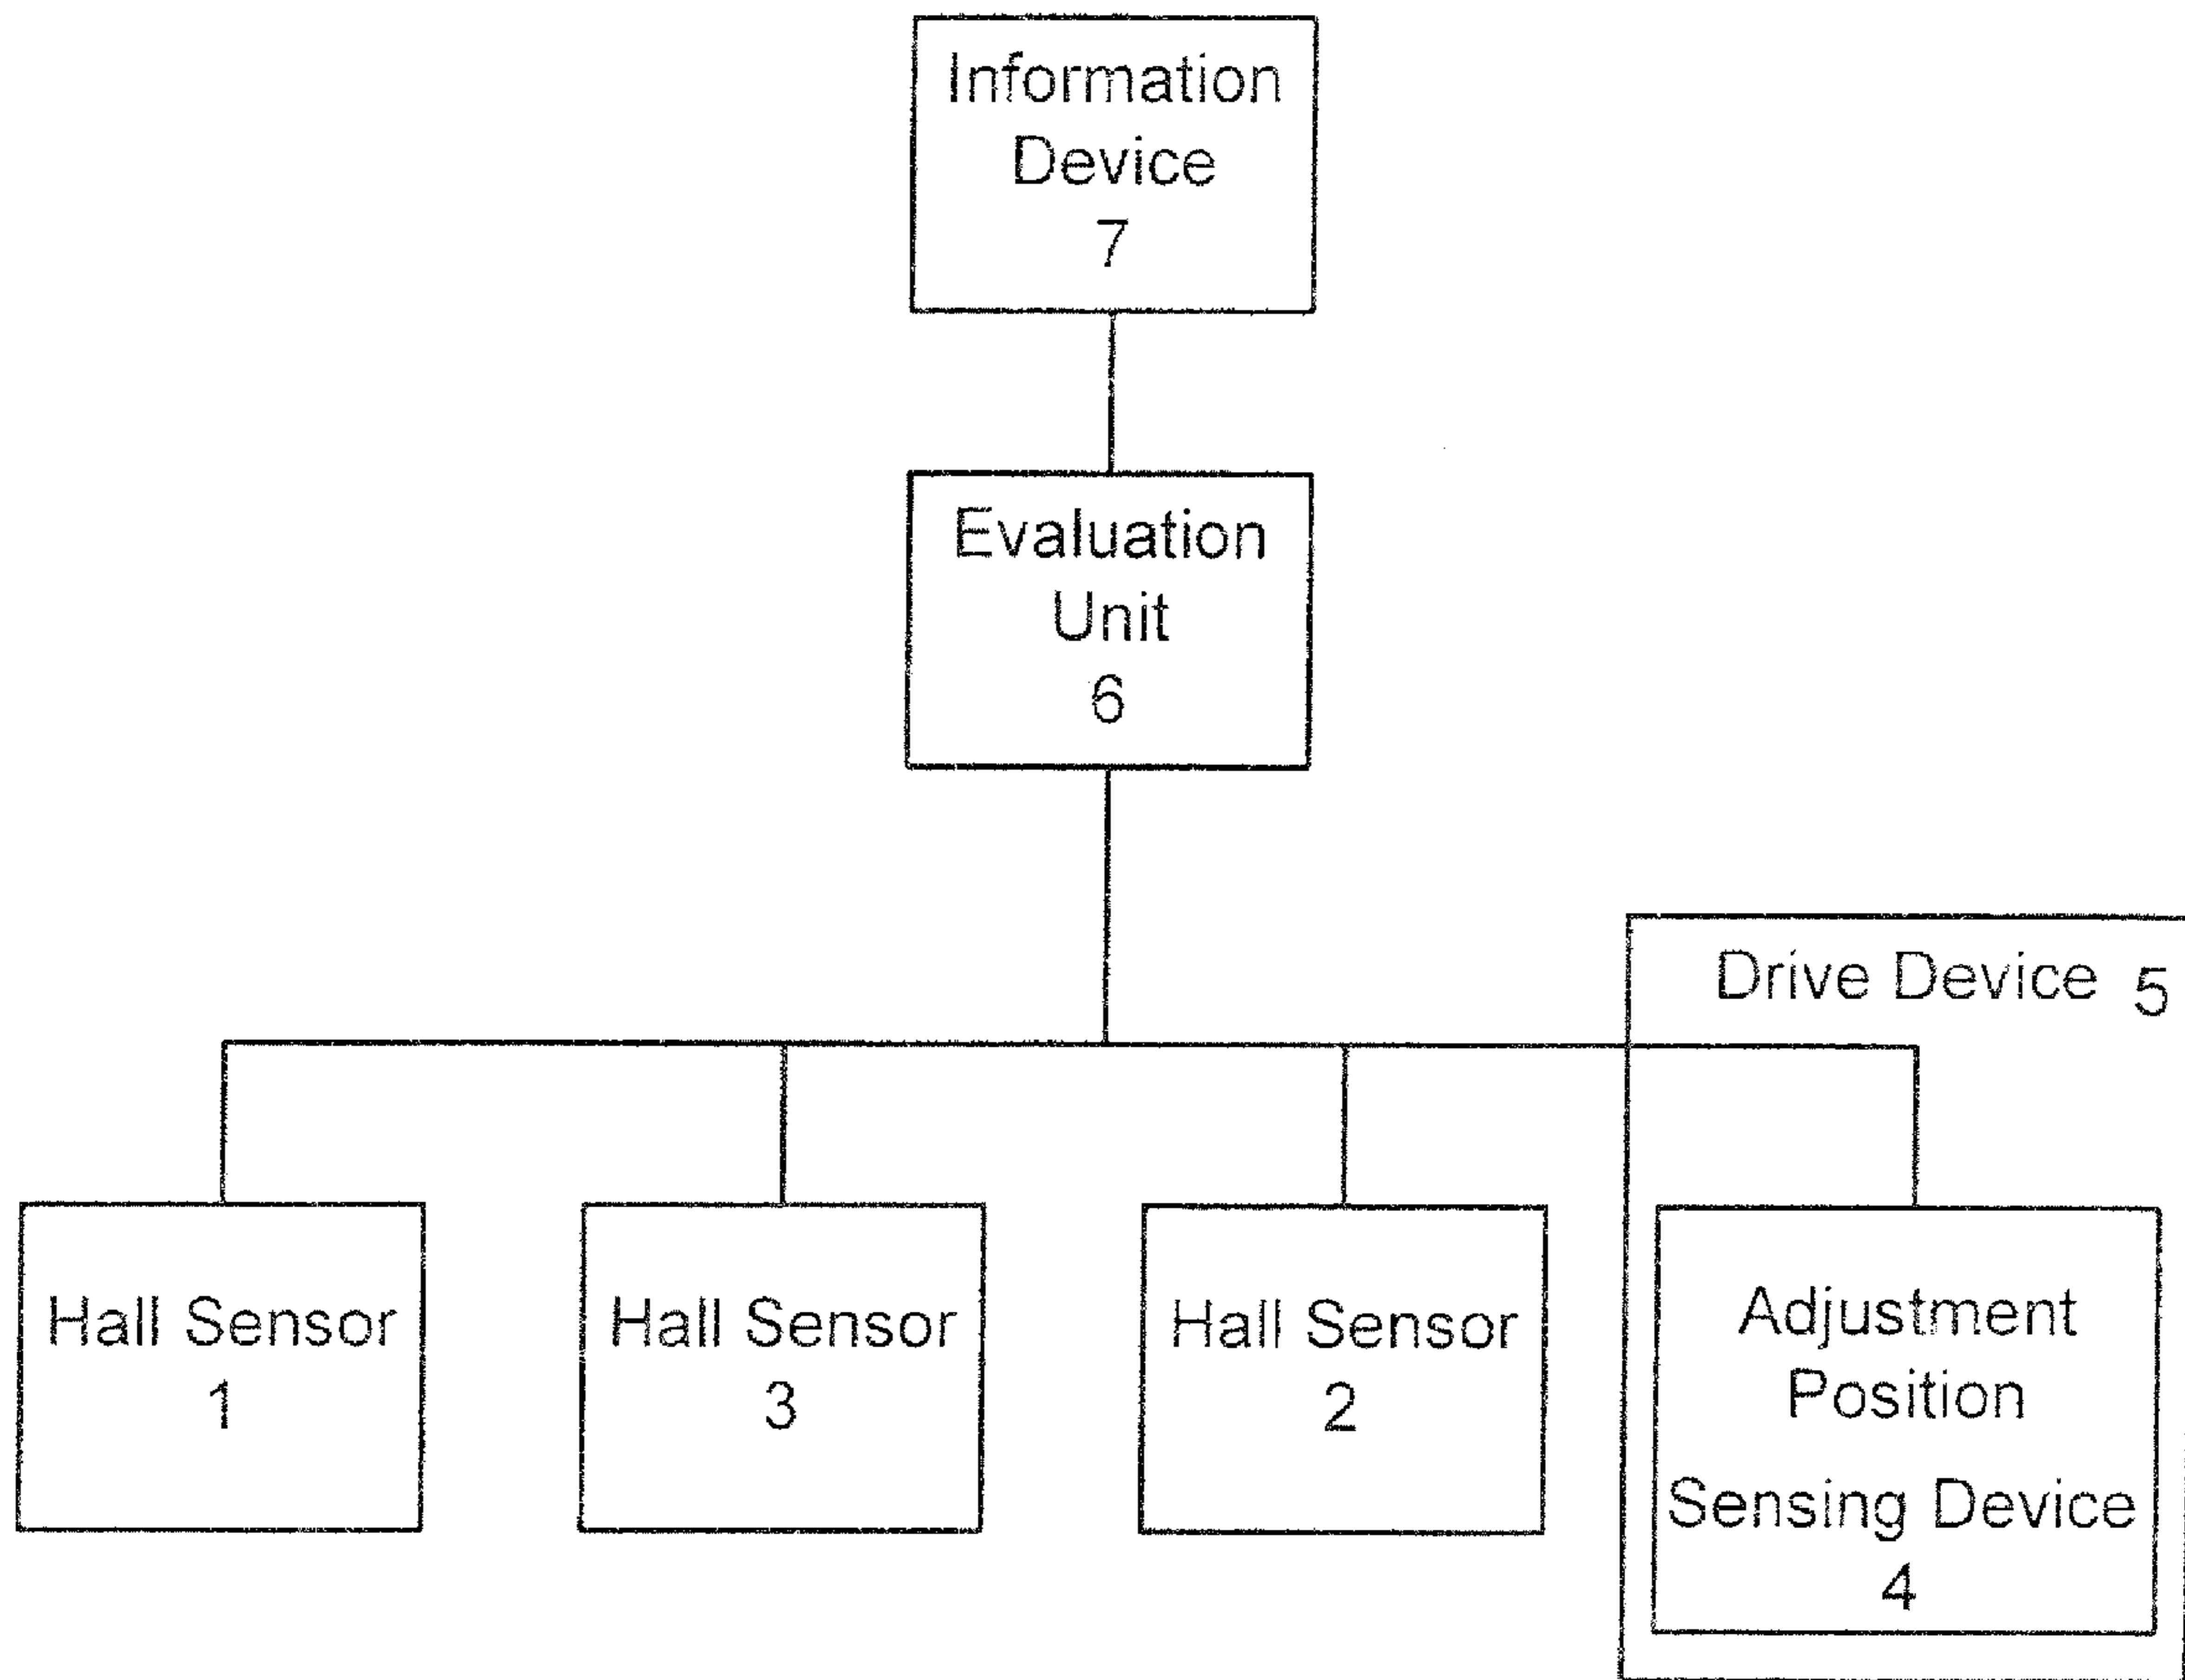 Information
Device
7
Evaluation
Unit
6
Drive Device 5
Hall Sensor
1
Hall Sensor
3
Hall Sensor
2
Adjustment
Position
Sensing Device
4